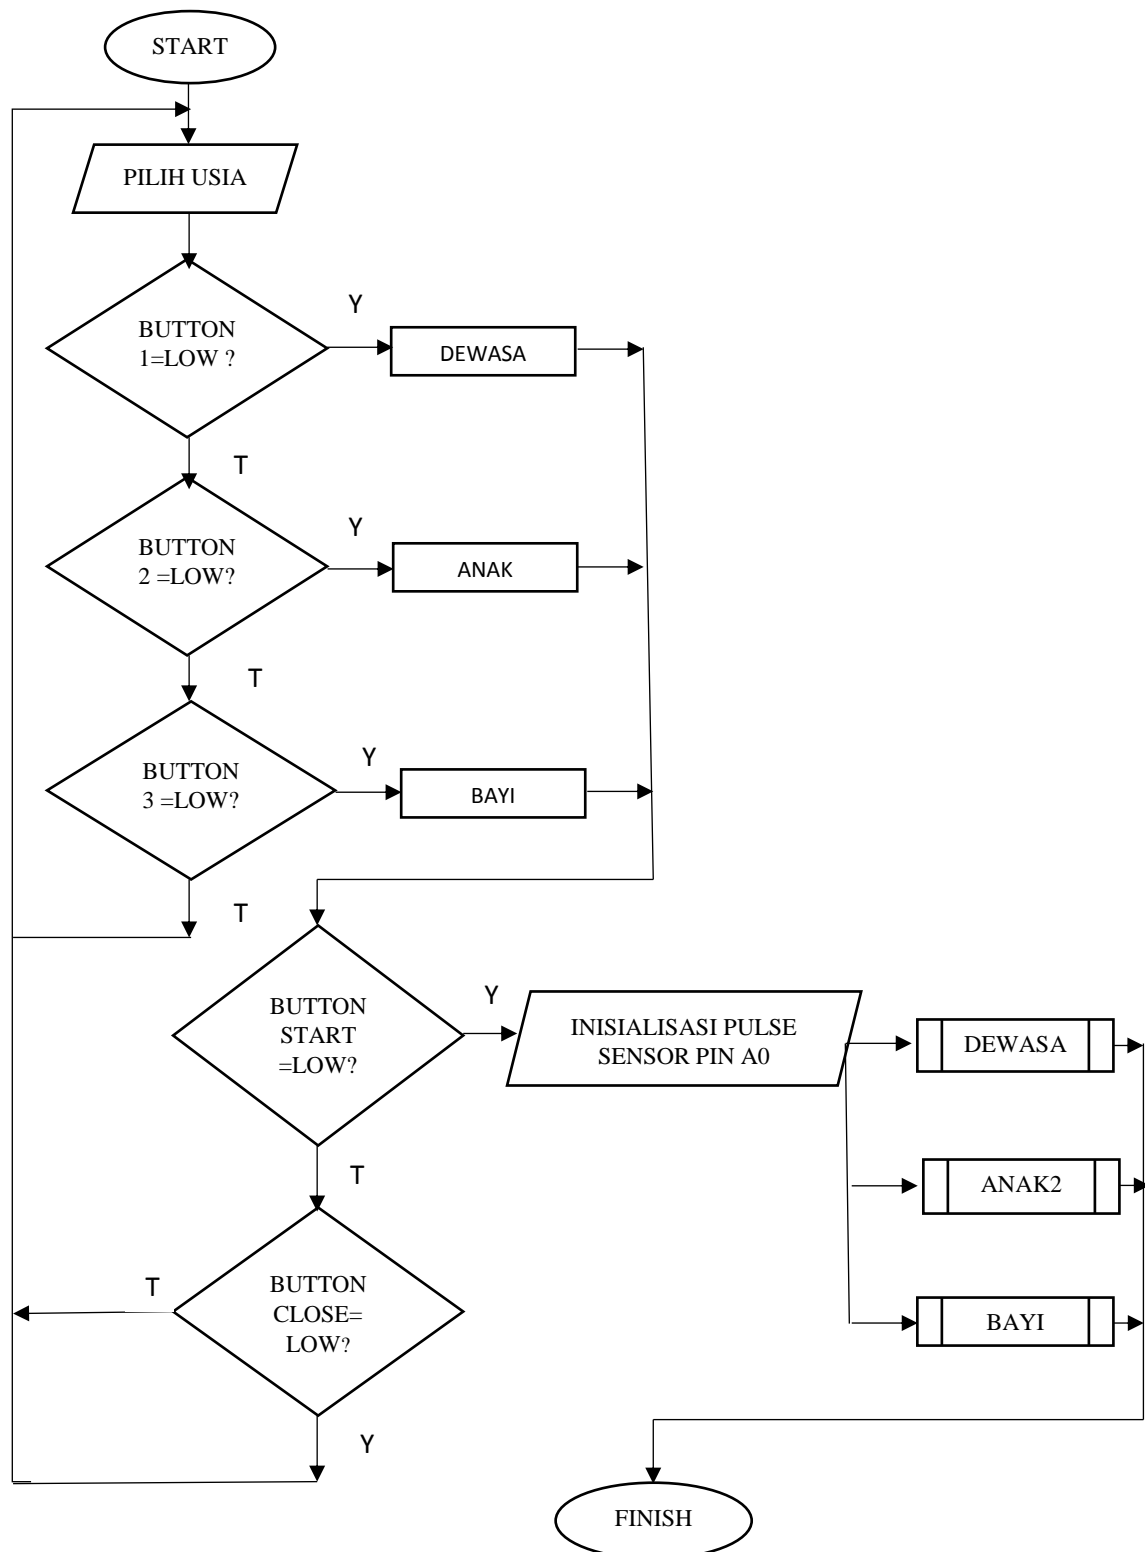 START
PILIH USIA
Y
BUTTON
1=LOW ?
DEWASA
T
Y
BUTTON
2 =LOW?
ANAK
T
Y
BUTTON
3 =LOW?
BAYI
T
Y
BUTTON
START
=LOW?
INISIALISASI PULSE
SENSOR PIN A0
DEWASA
T
ANAK2
T
BUTTON
CLOSE=
LOW?
BAYI
Y
FINISH